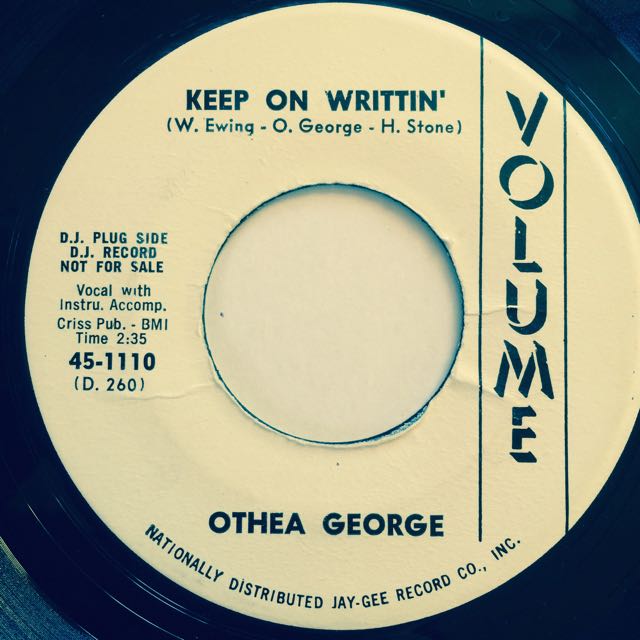 KEEP ON WRITTIN'
(W. Ewing - O. George - H. Stone)
D.J. PLUG SIDE
D.J. RECORD
NOT FOR SALE
Vocal with
Instru. Accomp.
Criss Pub. - BMI
Time 2:35
45-1110
(D. 260)
VOLUME
OTHEA GEORGE
NATIONALLY DISTRIBUTED JAY-GEE RECORD CO., INC.